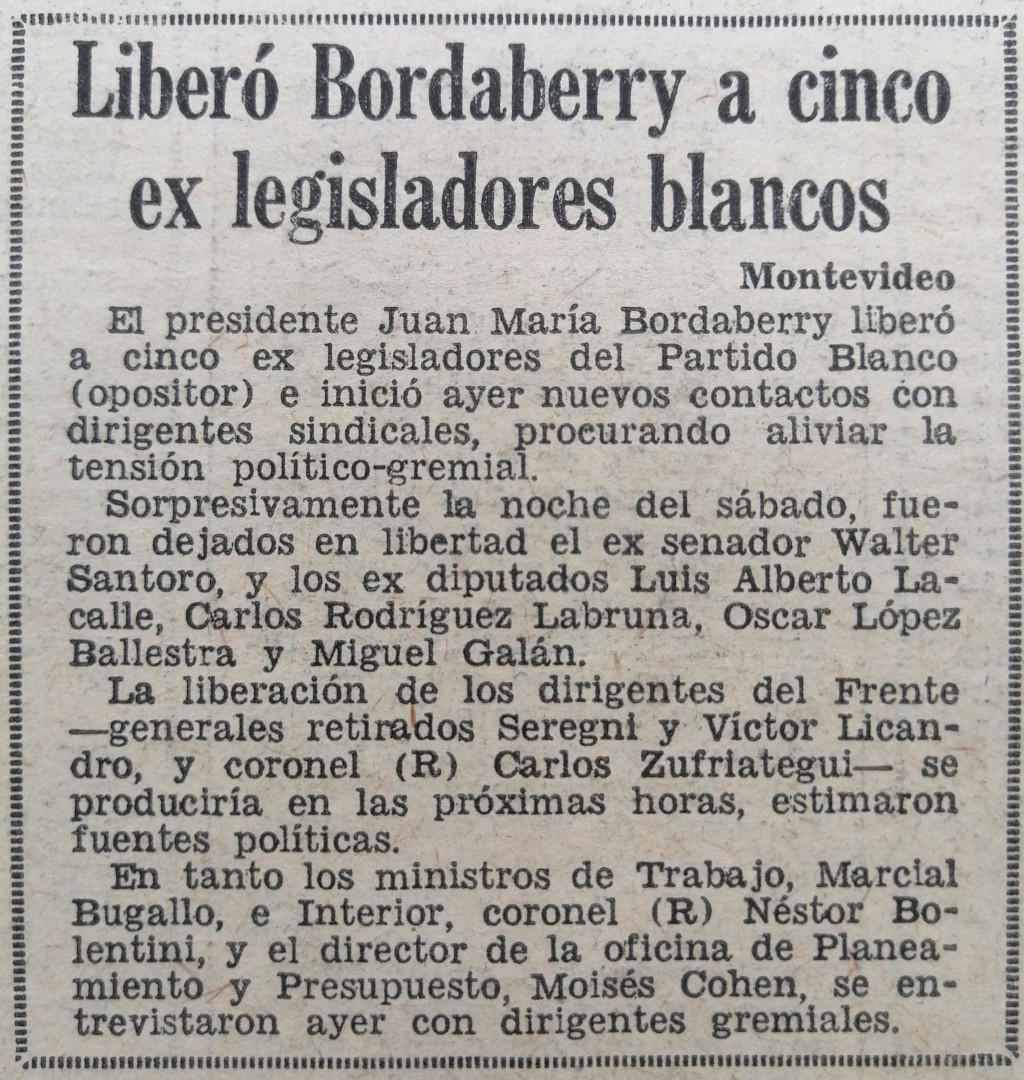 Liberó Bordaberry a cinco
ex legisladores blancos
Montevideo
El presidente Juan María Bordaberry liberó
a cinco ex legisladores del Partido Blanco
(opositor) e inició ayer nuevos contactos con
dirigentes sindicales, procurando aliviar la
tensión político-gremial.
Sorpresivamente la noche del sábado, fue-
ron dejados en libertad el ex senador Walter
Santoro, y los ex diputados Luis Alberto La-
calle, Carlos Rodríguez Labruna, Oscar López
Ballestra y Miguel Galán.
La liberación de los dirigentes del Frente
—generales retirados Seregni y Víctor Lican-
dro, y coronel (R) Carlos Zufriategui— se
produciría en las próximas horas, estimaron
fuentes políticas.
En tanto los ministros de Trabajo, Marcial
Bugallo, e Interior, coronel (R) Néstor Bo-
lentini, y el director de la oficina de Planea-
miento y Presupuesto, Moisés Cohen, se en-
trevistaron ayer con dirigentes gremiales.